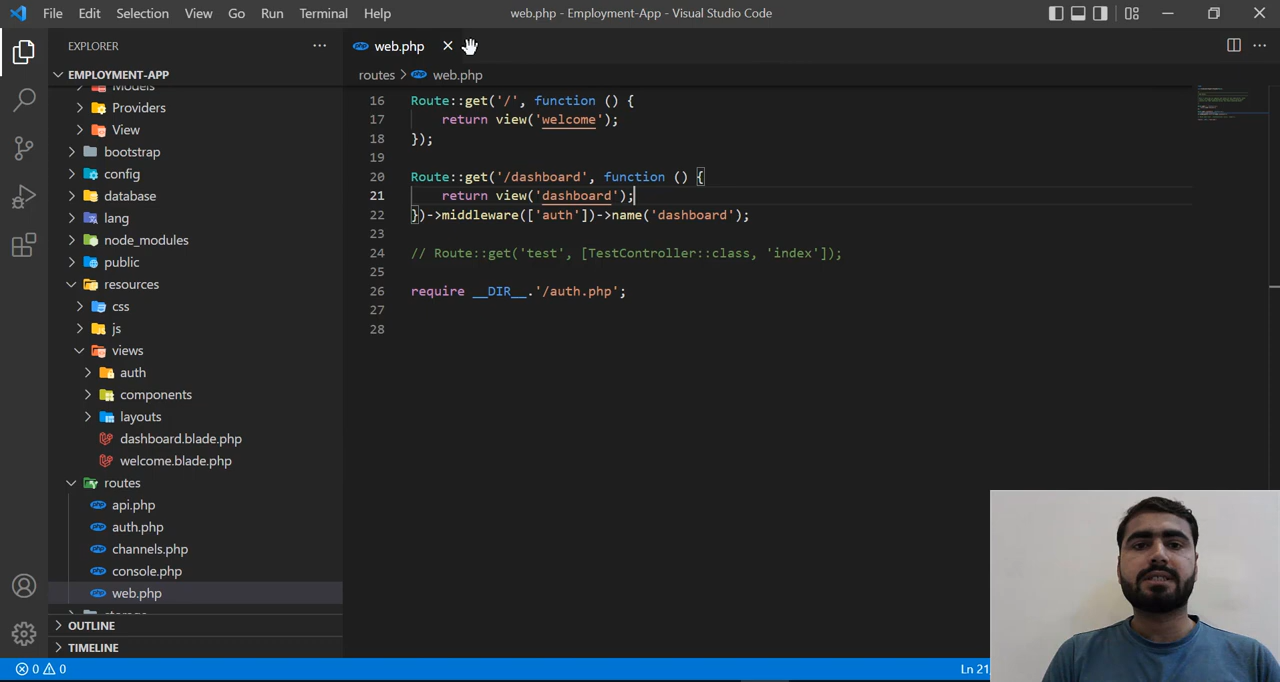 File Edit Selection View Go Run Terminal Help
web.php - Employment-App - Visual Studio Code
EXPLORER
EMPLOYMENT-APP
Models
Providers
View
bootstrap
config
database
lang
node_modules
public
resources
css
js
views
auth
components
layouts
dashboard.blade.php
welcome.blade.php
routes
api.php
auth.php
channels.php
console.php
web.php
storage
OUTLINE
TIMELINE
web.php
routes > web.php
16 Route::get('/', function () {
17 return view('welcome');
18 });
19
20 Route::get('/dashboard', function () {
21 return view('dashboard');
22 })->middleware(['auth'])->name('dashboard');
23
24 // Route::get('test', [TestController::class, 'index']);
25
26 require __DIR__.'/auth.php';
27
28
0 0
Ln 21